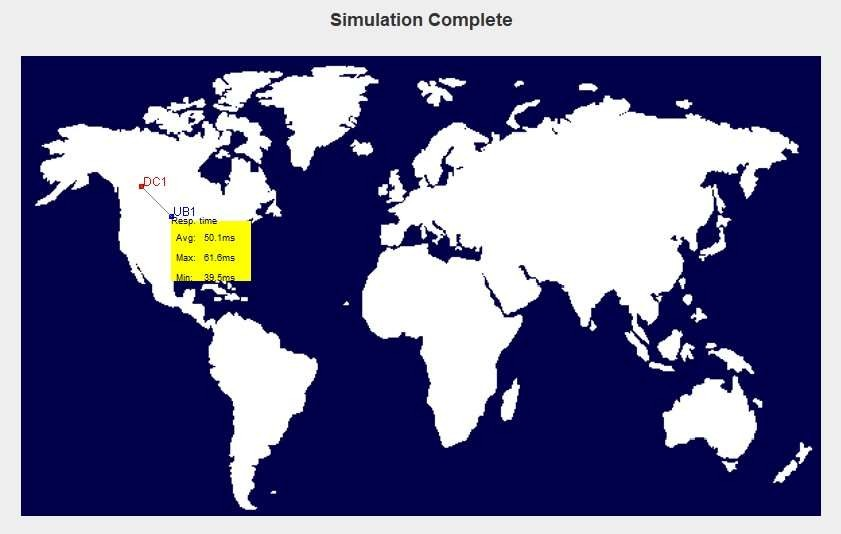 Simulation Complete
DC1
UB1
Resp. time
Avg: 50.1ms
Max: 61.6ms
Min: 39.5ms